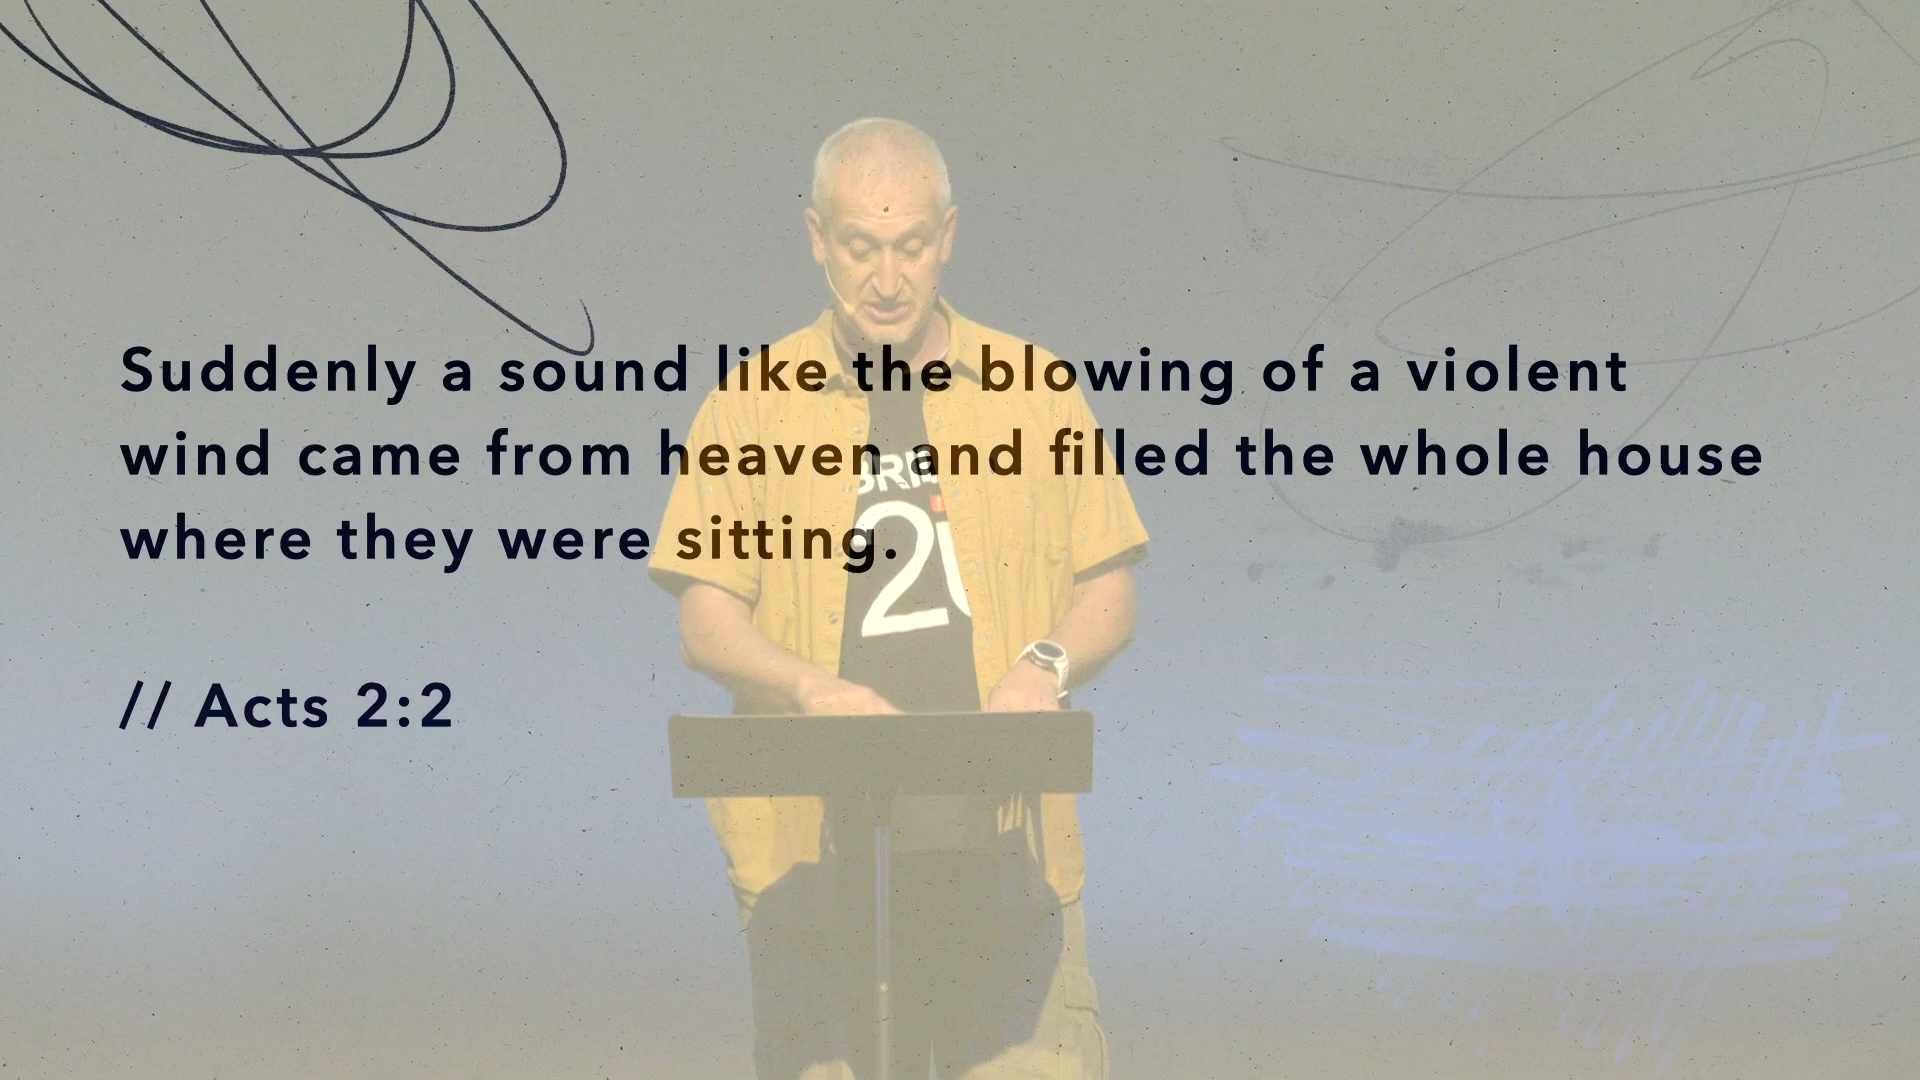 Suddenly a sound like the blowing of a violent
wind came from heaven and filled the whole house
where they were sitting.
// Acts 2:2
2